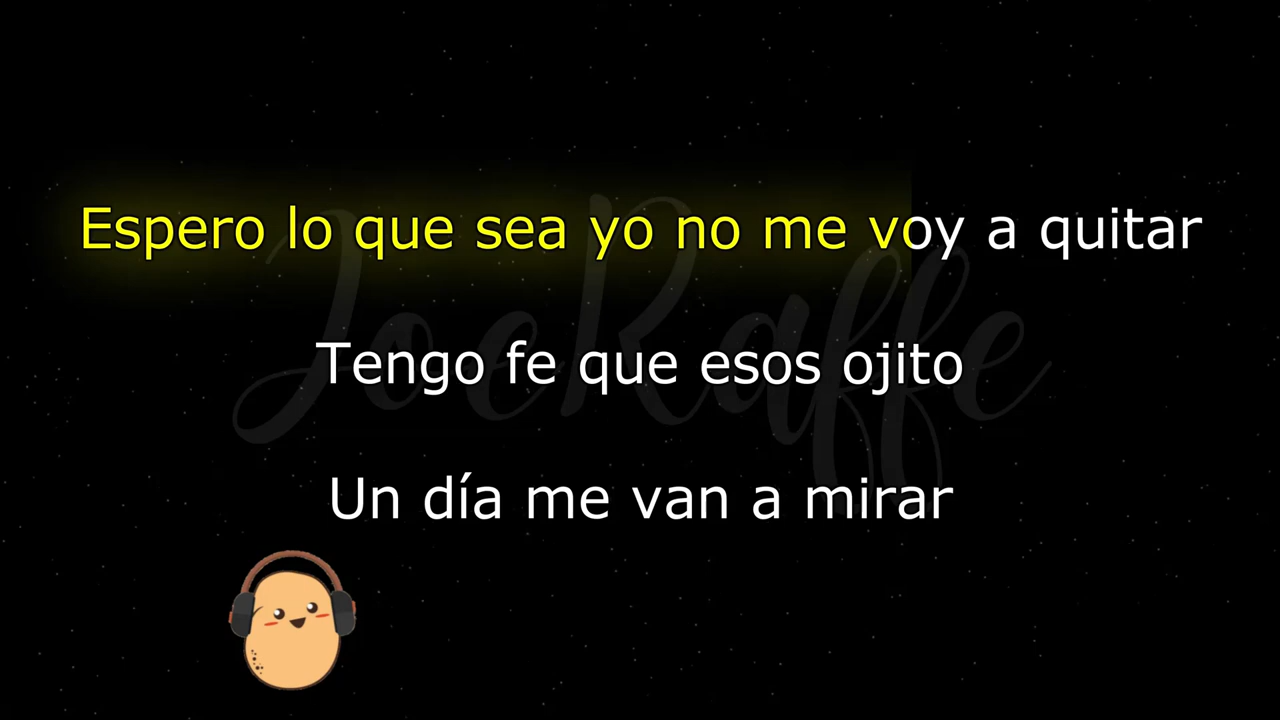 Espero lo que sea yo no me voy a quitar
Tengo fe que esos ojito
Un día me van a mirar
JoeRaffe